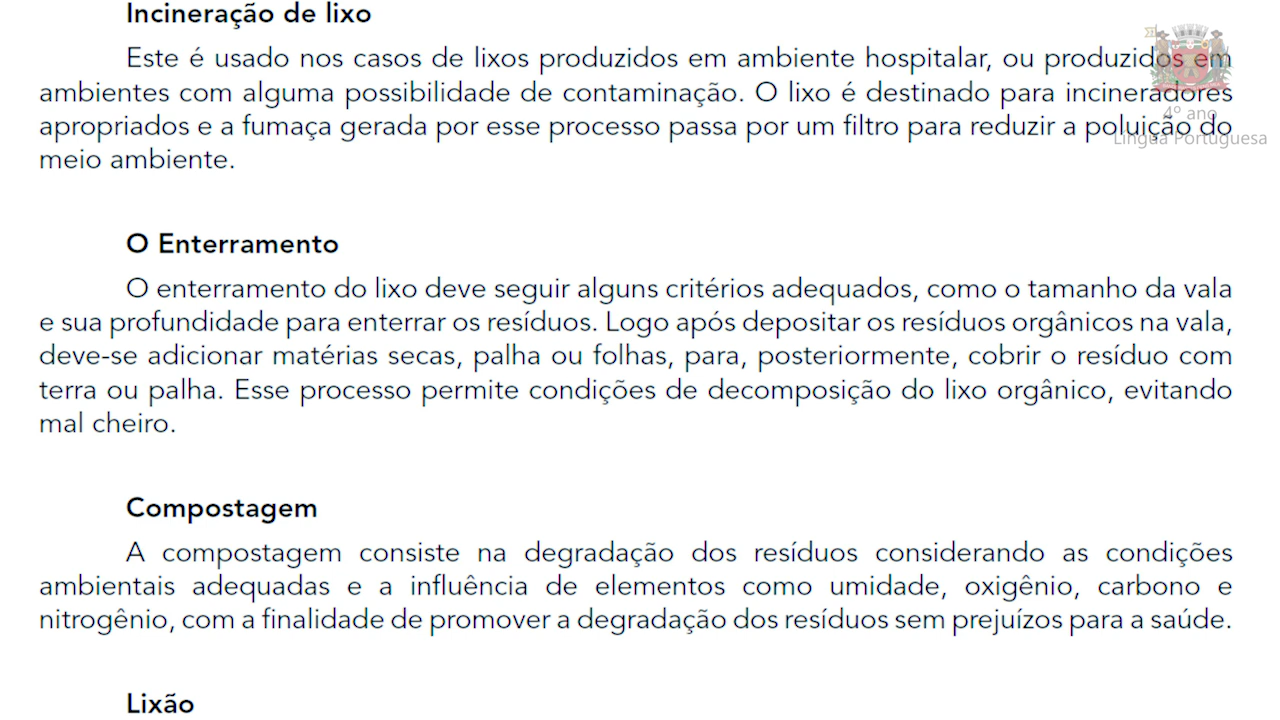 Incineração de lixo
Este é usado nos casos de lixos produzidos em ambiente hospitalar, ou produzidos em
ambientes com alguma possibilidade de contaminação. O lixo é destinado para incineradores
apropriados e a fumaça gerada por esse processo passa por um filtro para reduzir a poluição do
meio ambiente.
4º ano
Língua Portuguesa
O Enterramento
O enterramento do lixo deve seguir alguns critérios adequados, como o tamanho da vala
e sua profundidade para enterrar os resíduos. Logo após depositar os resíduos orgânicos na vala,
deve-se adicionar matérias secas, palha ou folhas, para, posteriormente, cobrir o resíduo com
terra ou palha. Esse processo permite condições de decomposição do lixo orgânico, evitando
mal cheiro.
Compostagem
A compostagem consiste na degradação dos resíduos considerando as condições
ambientais adequadas e a influência de elementos como umidade, oxigênio, carbono e
nitrogênio, com a finalidade de promover a degradação dos resíduos sem prejuízos para a saúde.
Lixão